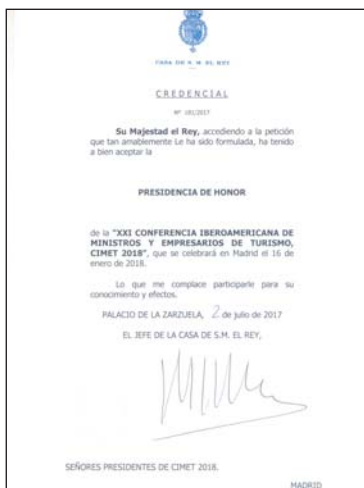 CASA DE S. M. EL REY
CREDENCIAL
Nº 191/2017
Su Majestad el Rey, accediendo a la petición
que tan amablemente Le ha sido formulada, ha tenido
a bien aceptar la
PRESIDENCIA DE HONOR
de la "XXI CONFERENCIA IBEROAMERICANA DE
MINISTROS Y EMPRESARIOS DE TURISMO,
CIMET 2018", que se celebrará en Madrid el 16 de
enero de 2018.
Lo que me complace participarle para su
conocimiento y efectos.
PALACIO DE LA ZARZUELA, 2 de julio de 2017
EL JEFE DE LA CASA DE S.M. EL REY,
SEÑORES PRESIDENTES DE CIMET 2018.
MADRID